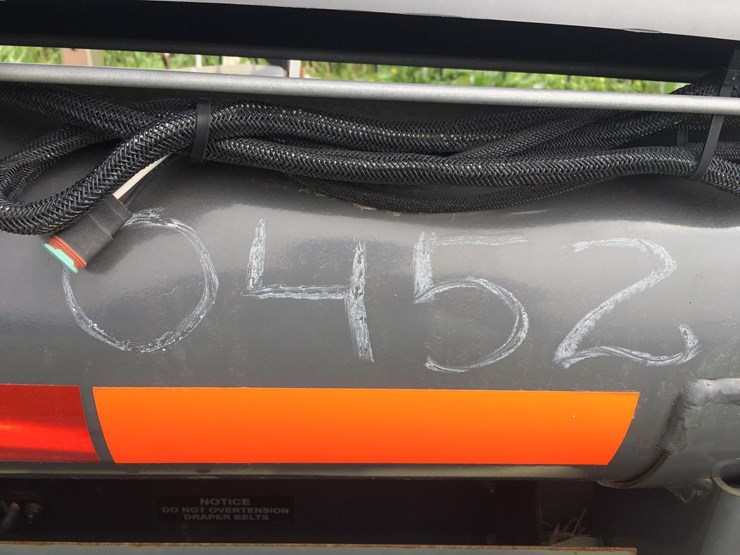 0452
NOTICE
DO NOT OVERTENSION
DRAPER BELTS